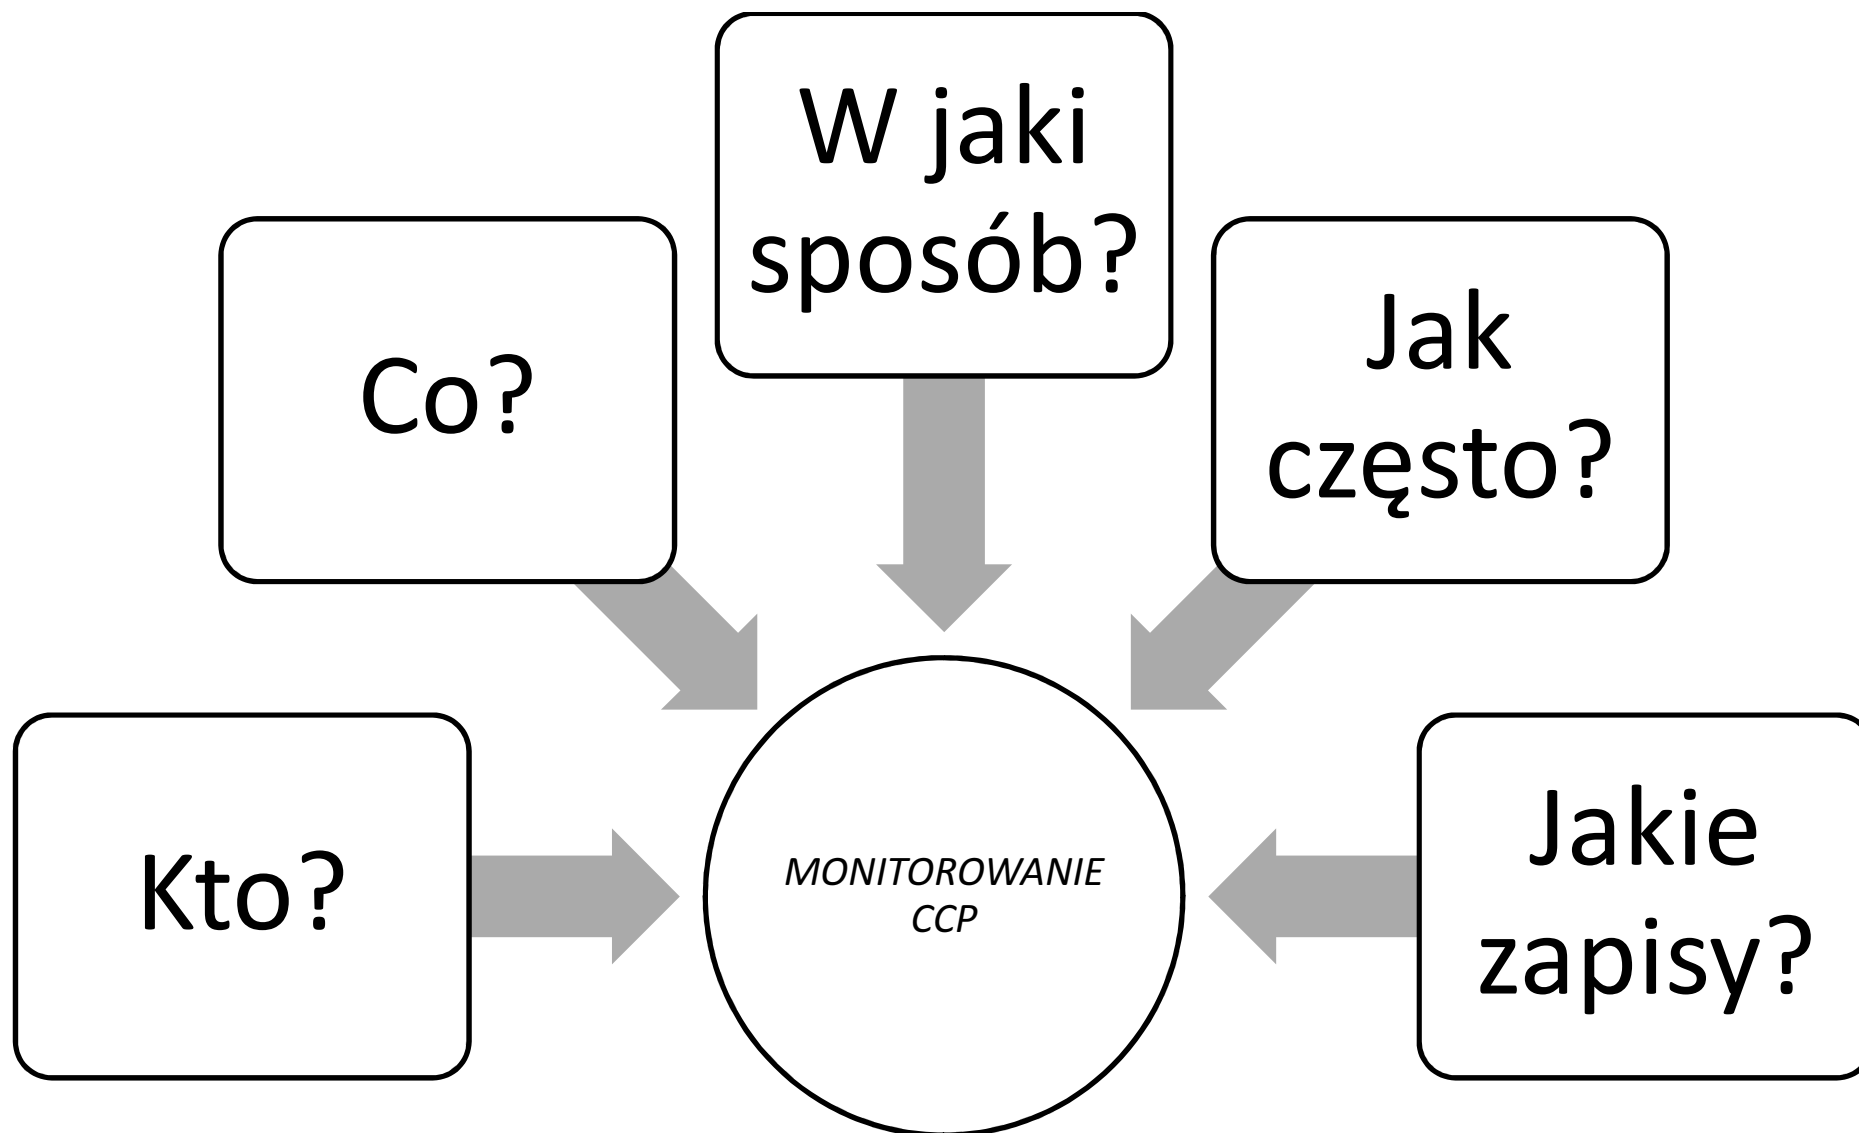 W jaki
sposób?
Co?
Jak
często?
Kto?
MONITOROWANIE
CCP
Jakie
zapisy?